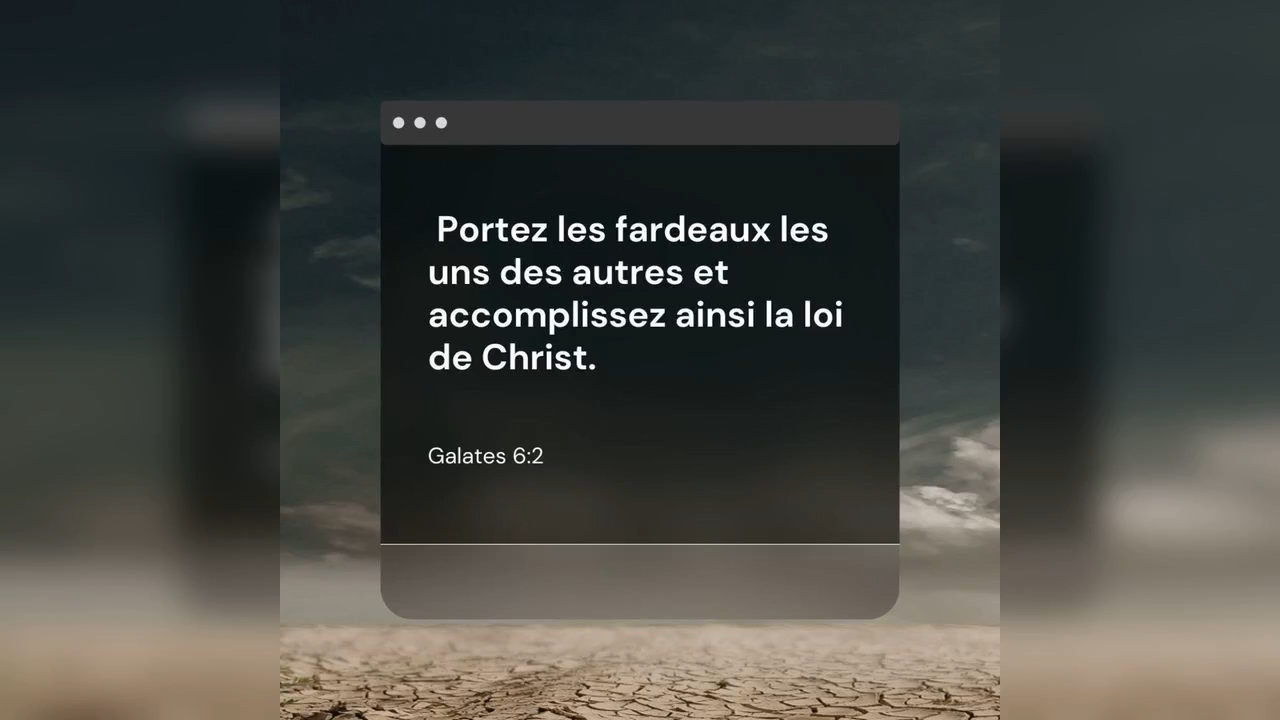 Portez les fardeaux les
uns des autres et
accomplissez ainsi la loi
de Christ.
Galates 6:2